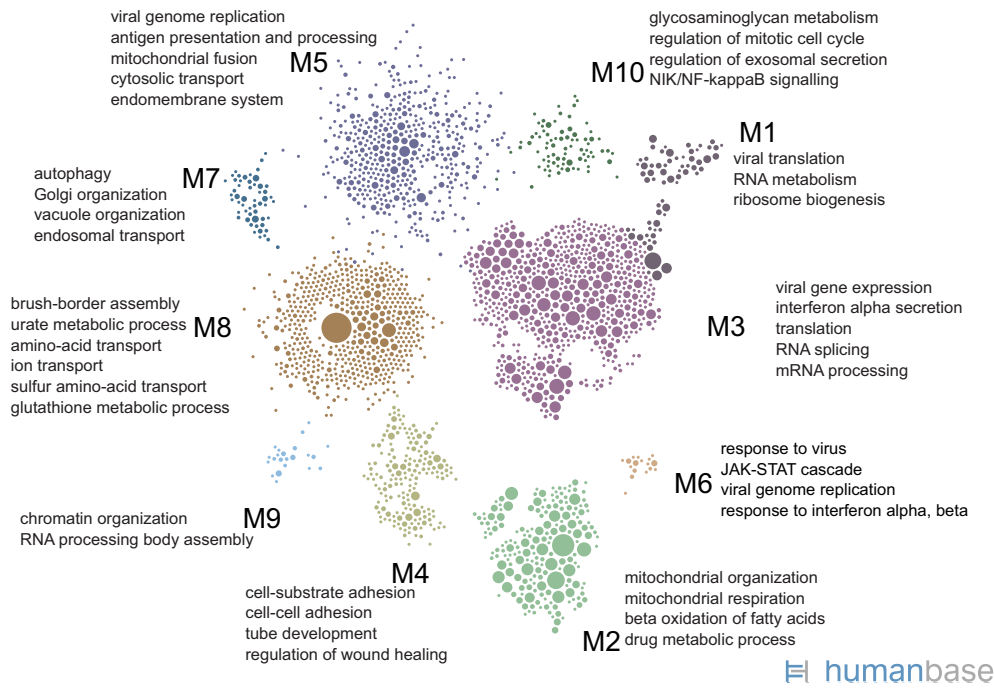 viral genome replication
antigen presentation and processing
mitochondrial fusion
cytosolic transport
endomembrane system
M5
glycosaminoglycan metabolism
regulation of mitotic cell cycle
regulation of exosomal secretion
NIK/NF-kappaB signalling
M10
M1
viral translation
RNA metabolism
ribosome biogenesis
autophagy
Golgi organization
vacuole organization
endosomal transport
M7
brush-border assembly
urate metabolic process
amino-acid transport
ion transport
sulfur amino-acid transport
glutathione metabolic process
M8
viral gene expression
interferon alpha secretion
translation
RNA splicing
mRNA processing
M3
response to virus
JAK-STAT cascade
viral genome replication
response to interferon alpha, beta
M6
chromatin organization
RNA processing body assembly
M9
M4
cell-substrate adhesion
cell-cell adhesion
tube development
regulation of wound healing
mitochondrial organization
mitochondrial respiration
beta oxidation of fatty acids
drug metabolic process
M2
humanbase